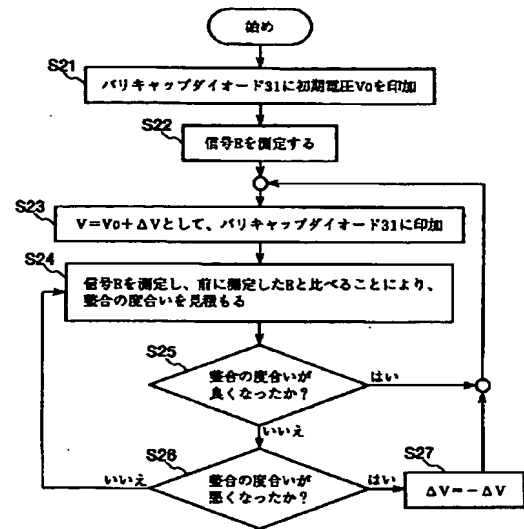 始め
S21
バリキャップダイオード31に初期電圧V0を印加
S22
信号Eを測定する
S23
V=V0+ΔVとして、バリキャップダイオード31に印加
S24
信号Eを測定し、前に測定したEと比べることにより、
整合の度合いを見積もる
S25
整合の度合いが
良くなったか?
はい
いいえ
S26
整合の度合いが
悪くなったか?
いいえ
はい
S27
ΔV=-ΔV